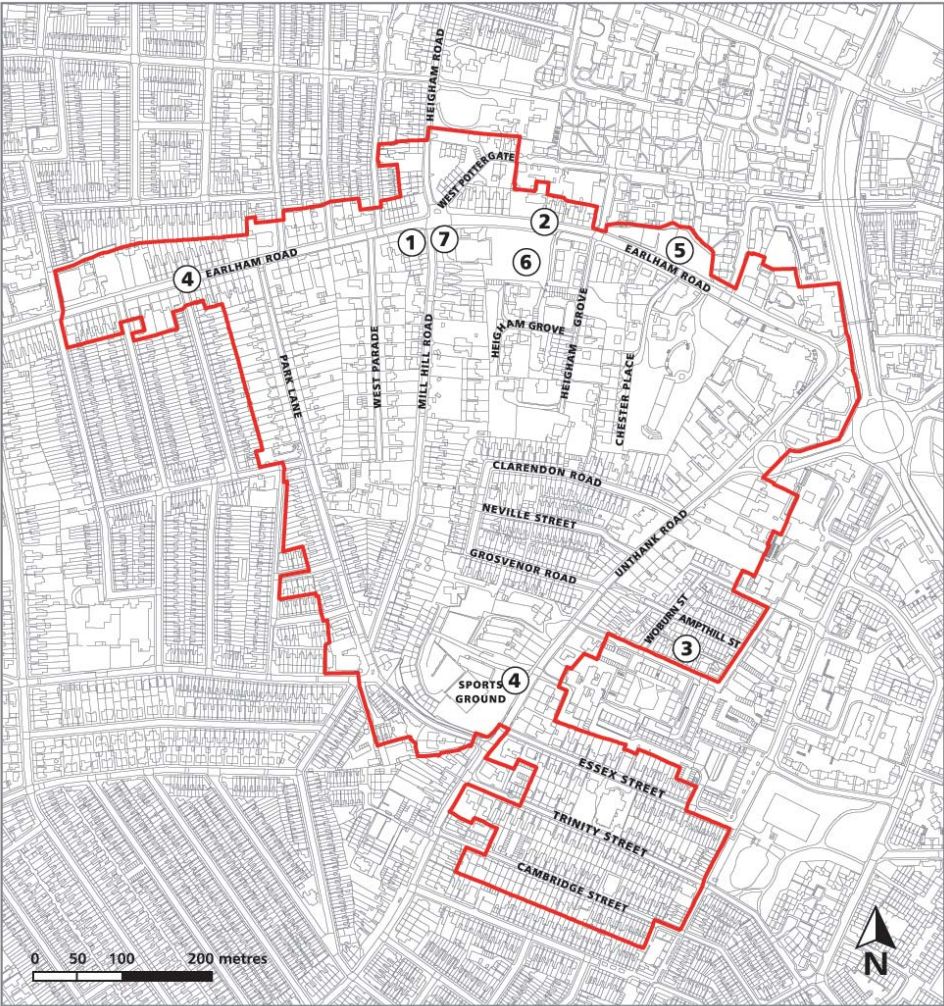 HEIGHAM ROAD
WEST POTTERGATE
2
1
7
5
EARLHAM ROAD
6
4
EARLHAM ROAD
HEIGHAM GROVE
HEIGHAM GROVE
PARK LANE
WEST PARADE
MILL HILL ROAD
CHESTER PLACE
CLARENDON ROAD
NEVILLE STREET
UNTHANK ROAD
GROSVENOR ROAD
WOBURN ST
AMPTHILL ST
3
SPORTS
GROUND
4
ESSEX STREET
TRINITY STREET
CAMBRIDGE STREET
0 50 100 200 metres
N